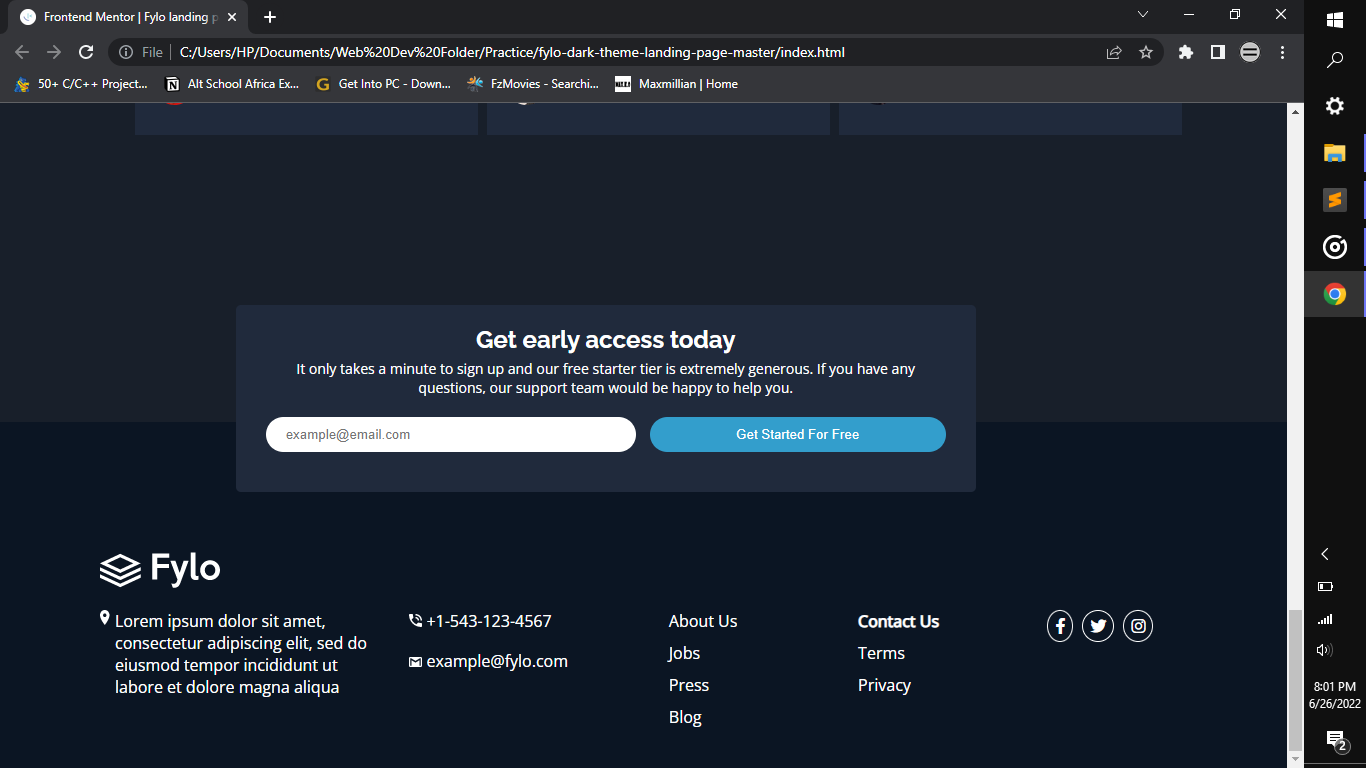 Frontend Mentor | Fylo landing p
File
C:/Users/HP/Documents/Web%20Dev%20Folder/Practice/fylo-dark-theme-landing-page-master/index.html
50+ C/C++ Project...
Alt School Africa Ex...
Get Into PC - Down...
FzMovies - Searchi...
Maxmillian | Home
Get early access today
It only takes a minute to sign up and our free starter tier is extremely generous. If you have any
questions, our support team would be happy to help you.
example@email.com
Get Started For Free
Fylo
Lorem ipsum dolor sit amet,
consectetur adipiscing elit, sed do
eiusmod tempor incididunt ut
labore et dolore magna aliqua
+1-543-123-4567
example@fylo.com
About Us
Jobs
Press
Blog
Contact Us
Terms
Privacy
8:01 PM
6/26/2022
2